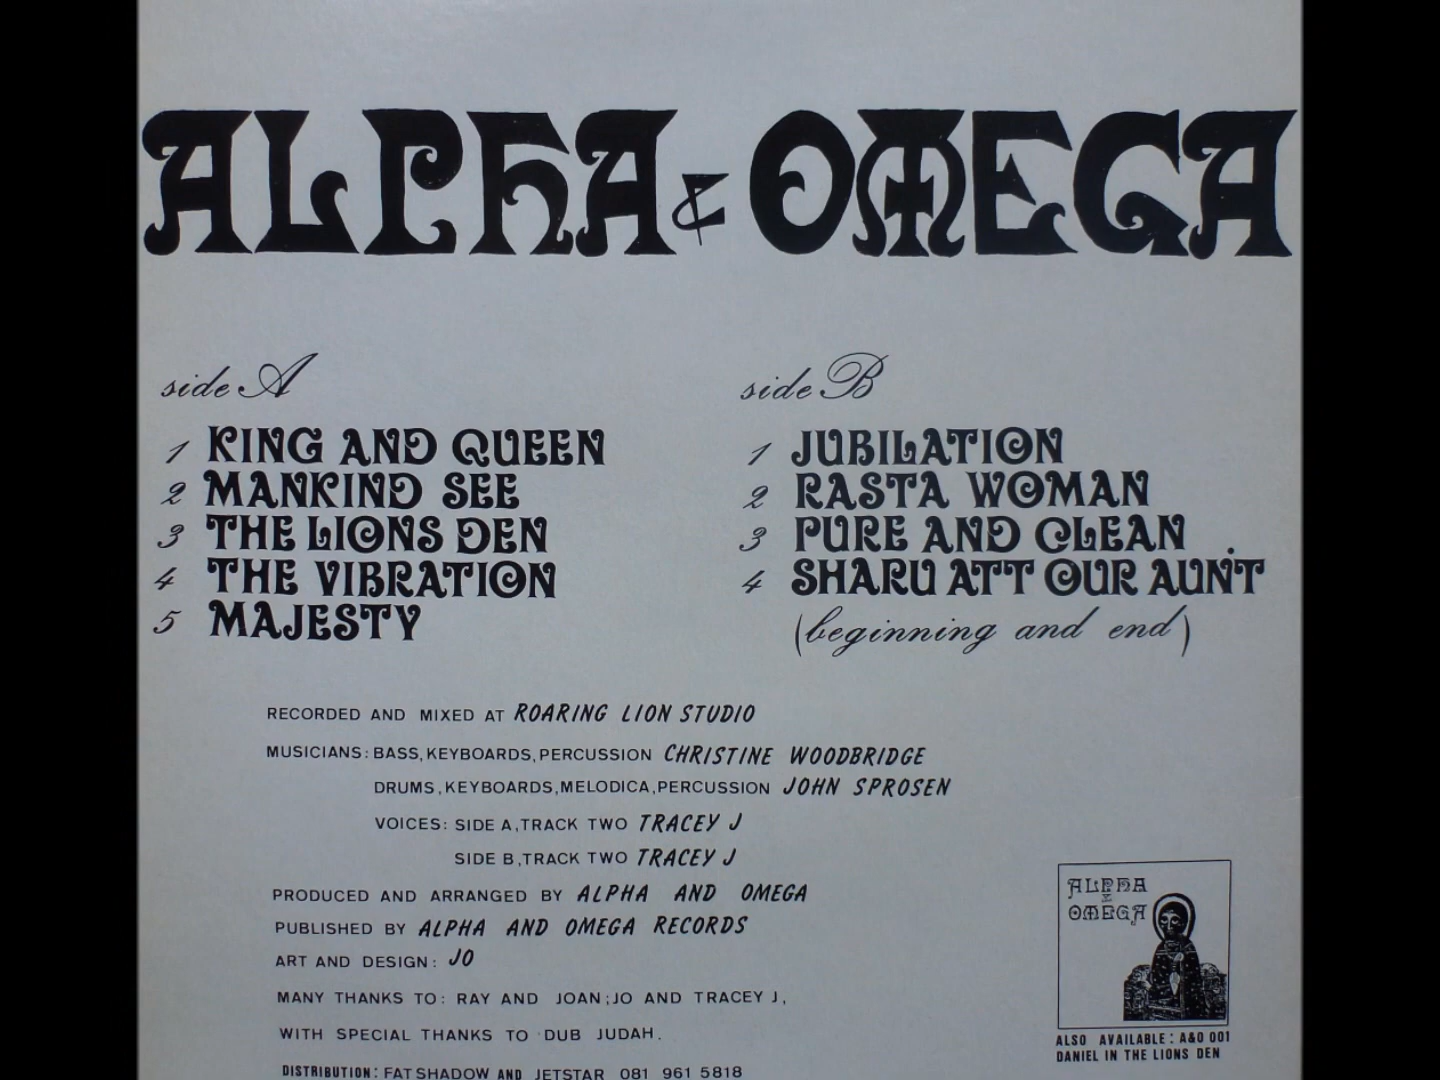 ALPHA & OMEGA
side A
1 KING AND QUEEN
2 MANKIND SEE
3 THE LIONS DEN
4 THE VIBRATION
5 MAJESTY
side B
1 JUBILATION
2 RASTA WOMAN
3 PURE AND CLEAN
4 SHARU ATT OUR AUNṪ
(beginning and end)
RECORDED AND MIXED AT ROARING LION STUDIO
MUSICIANS: BASS, KEYBOARDS, PERCUSSION CHRISTINE WOODBRIDGE
DRUMS, KEYBOARDS, MELODICA, PERCUSSION JOHN SPROSEN
VOICES: SIDE A, TRACK TWO TRACEY J
SIDE B, TRACK TWO TRACEY J
PRODUCED AND ARRANGED BY ALPHA AND OMEGA
PUBLISHED BY ALPHA AND OMEGA RECORDS
ART AND DESIGN: JO
MANY THANKS TO: RAY AND JOAN; JO AND TRACEY J,
WITH SPECIAL THANKS TO DUB JUDAH.
DISTRIBUTION: FAT SHADOW AND JETSTAR 081 961 5818
ALPHA
&
OMEGA
ALSO AVAILABLE: A&O 001
DANIEL IN THE LIONS DEN